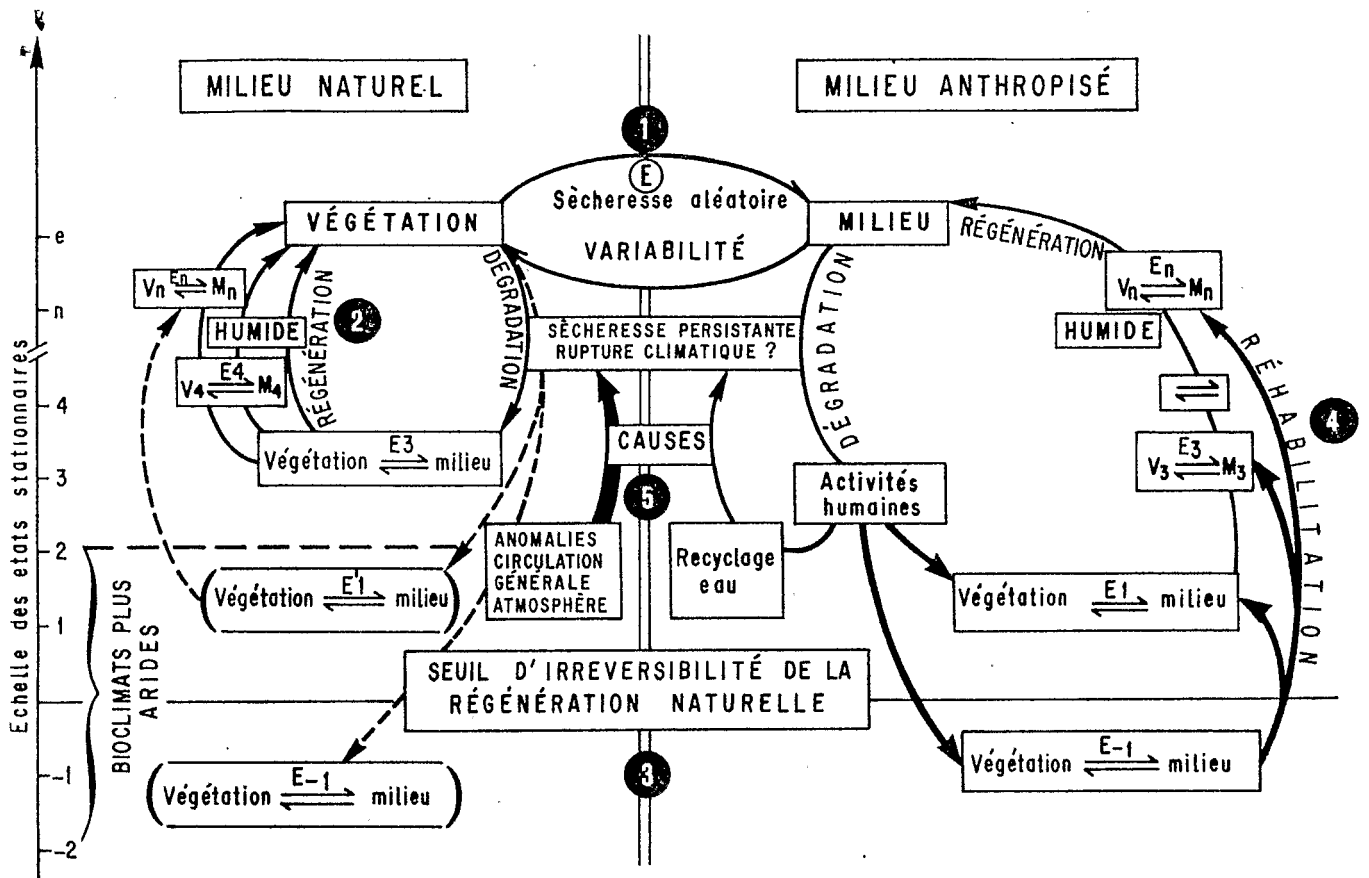 MILIEU NATUREL
MILIEU ANTHROPISÉ
1
E
Sècheresse aléatoire
VARIABILITÉ
VÉGÉTATION
MILIEU
RÉGÉNÉRATION
Echelle des états stationnaires
e
n
4
3
2
1
-1
-2
Vn En Mn
HUMIDE
V4 E4 M4
RÉGÉNÉRATION
2
DEGRADATION
SÈCHERESSE PERSISTANTE
RUPTURE CLIMATIQUE ?
DÉGRADATION
En
Vn Mn
HUMIDE
RÉHABILITATION
4
E3
V3 M3
Végétation E3 milieu
CAUSES
5
Activités
humaines
ANOMALIES
CIRCULATION
GÉNÉRALE
ATMOSPHÈRE
Recyclage
eau
Végétation E'1 milieu
Végétation E1 milieu
BIOCLIMATS PLUS
ARIDES
SEUIL D'IRREVERSIBILITÉ DE LA
RÉGÉNÉRATION NATURELLE
3
Végétation E-1 milieu
Végétation E-1 milieu